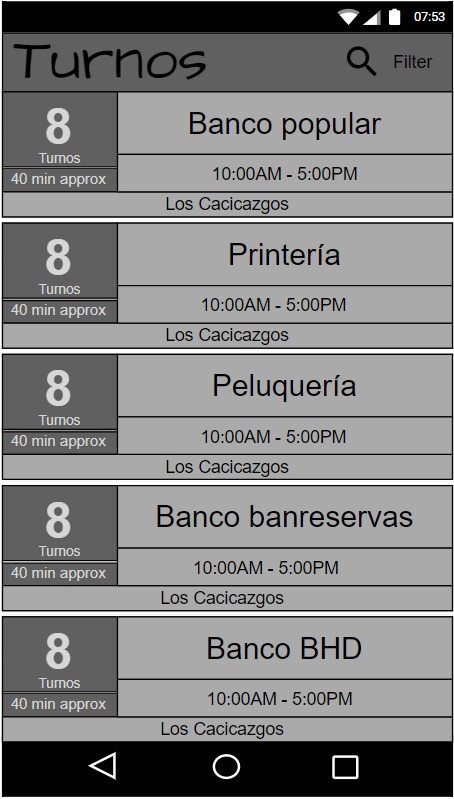 07:53
Turnos Filter
8
Turnos
40 min approx
Banco popular
10:00AM - 5:00PM
Los Cacicazgos
8
Turnos
40 min approx
Printería
10:00AM - 5:00PM
Los Cacicazgos
8
Turnos
40 min approx
Peluquería
10:00AM - 5:00PM
Los Cacicazgos
8
Turnos
40 min approx
Banco banreservas
10:00AM - 5:00PM
Los Cacicazgos
8
Turnos
40 min approx
Banco BHD
10:00AM - 5:00PM
Los Cacicazgos